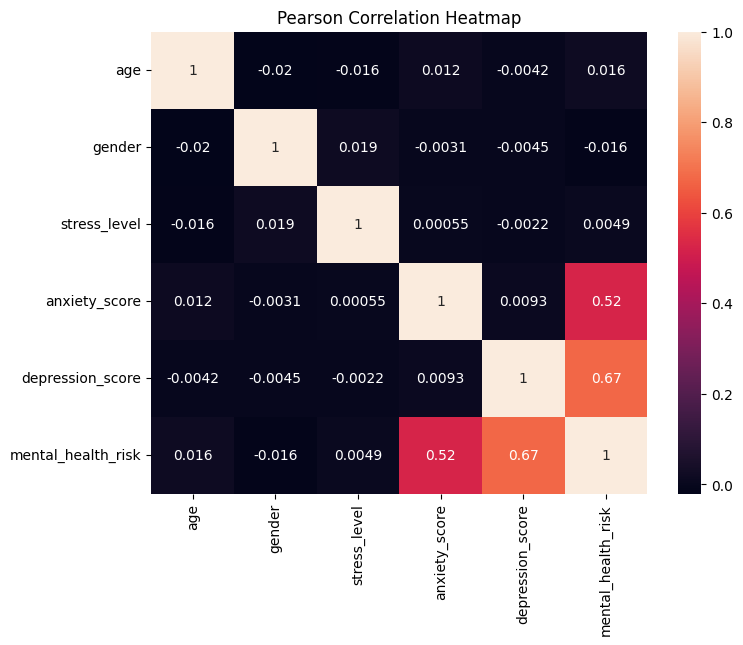 Pearson Correlation Heatmap
age 1 -0.02 -0.016 0.012 -0.0042 0.016
gender -0.02 1 0.019 -0.0031 -0.0045 -0.016
stress_level -0.016 0.019 1 0.00055 -0.0022 0.0049
anxiety_score 0.012 -0.0031 0.00055 1 0.0093 0.52
depression_score -0.0042 -0.0045 -0.0022 0.0093 1 0.67
mental_health_risk 0.016 -0.016 0.0049 0.52 0.67 1
age
gender
stress_level
anxiety_score
depression_score
mental_health_risk
1.0
0.8
0.6
0.4
0.2
0.0